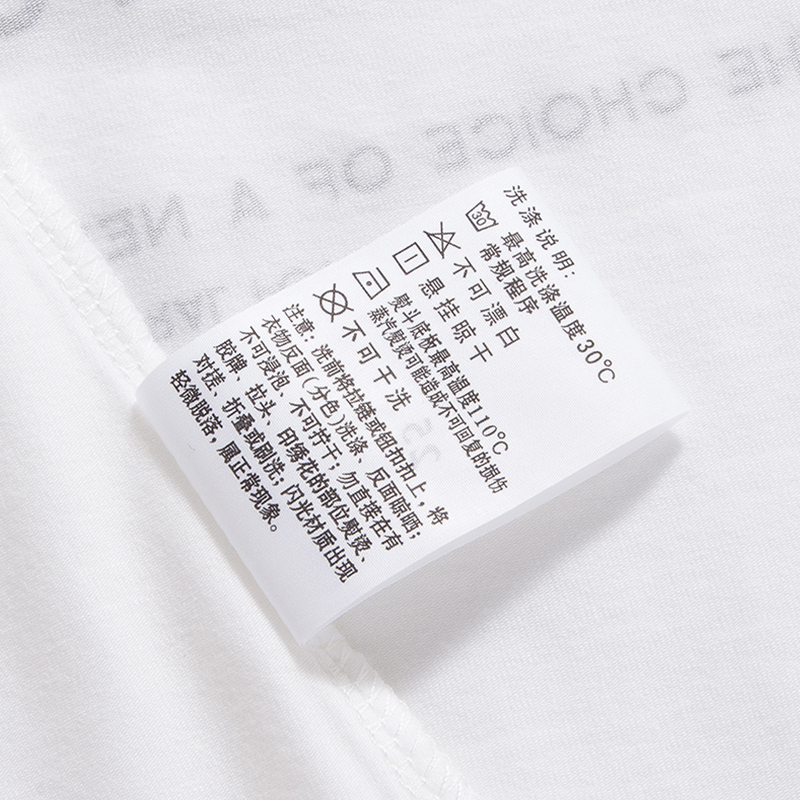 THE CHOICE OF A NE
洗涤说明：
30
最高洗涤温度30℃
常规程序
不可漂白
悬挂晾干
熨斗底板最高温度110℃
蒸汽熨烫可能造成不可回复的损伤
不可干洗
注意：洗前将拉链或钮扣扣上，将
衣物反面(分色)洗涤、反面晾晒；
不可浸泡、不可拧干；勿直接在有
胶牌、拉头、印绣花的部位熨烫、
对搓、折叠或刷洗；闪光材质出现
轻微脱落，属正常现象。